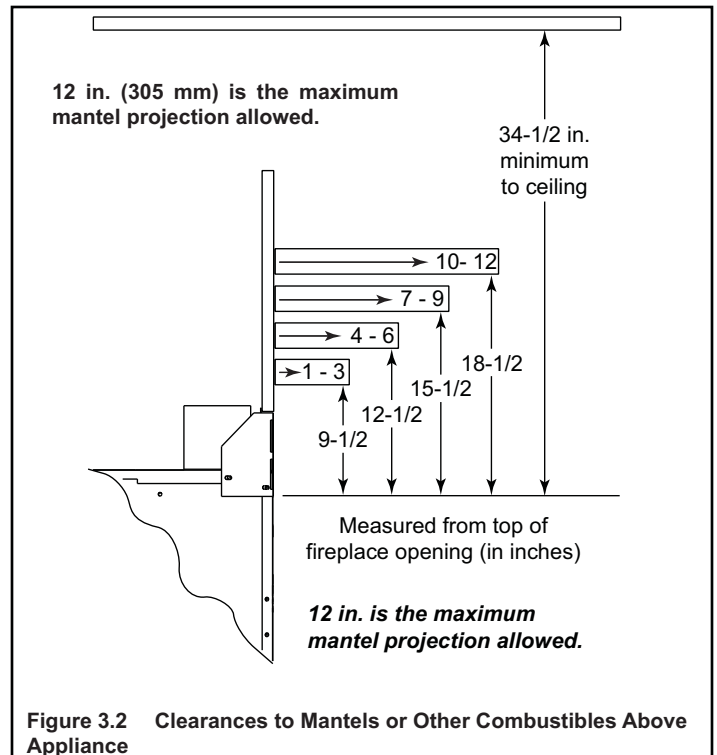 12 in. (305 mm) is the maximum
mantel projection allowed.
34-1/2 in.
minimum
to ceiling
10- 12
7 - 9
4 - 6
1 - 3
18-1/2
15-1/2
12-1/2
9-1/2
Measured from top of
fireplace opening (in inches)
12 in. is the maximum
mantel projection allowed.
Figure 3.2 Clearances to Mantels or Other Combustibles Above
Appliance